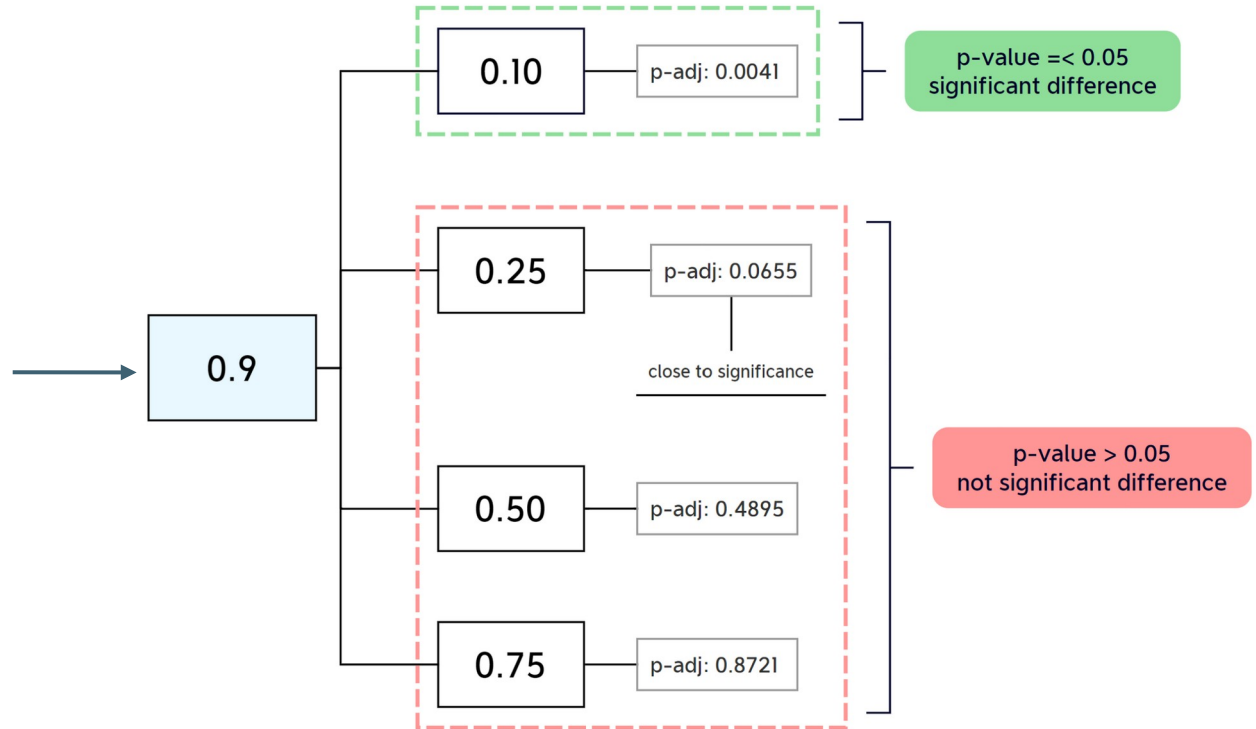 0.10
p-adj: 0.0041
p-value =< 0.05
significant difference
0.25
p-adj: 0.0655
close to significance
0.9
p-value > 0.05
not significant difference
0.50
p-adj: 0.4895
0.75
p-adj: 0.8721